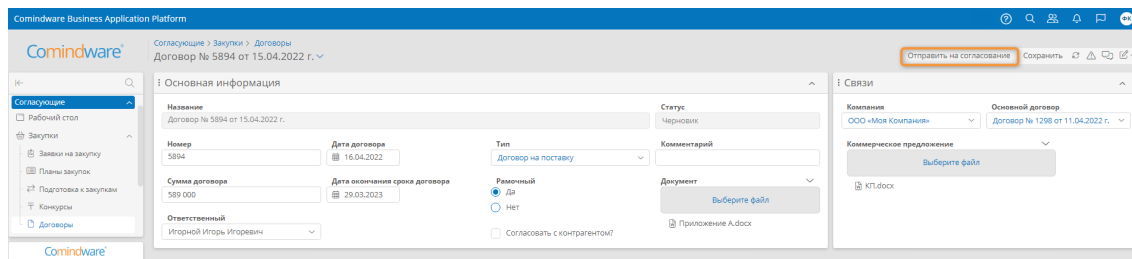 Comindware Business Application Platform
ФК
Comindware
Согласующие > Закупки > Договоры
Договор № 5894 от 15.04.2022 г.
Отправить на согласование
Сохранить
Согласующие
Рабочий стол
Закупки
Заявки на закупку
Планы закупок
Подготовка к закупкам
Конкурсы
Договоры
Comindware
Основная информация
Название
Договор № 5894 от 15.04.2022 г.
Статус
Черновик
Номер
5894
Дата договора
16.04.2022
Тип
Договор на поставку
Комментарий
Сумма договора
589 000
Дата окончания срока договора
29.03.2023
Рамочный
Да
Нет
Документ
Выберите файл
Приложение A.docx
Ответственный
Игорной Игорь Игоревич
Согласовать с контрагентом?
Связи
Компания
ООО «Моя Компания»
Основной договор
Договор № 1298 от 11.04.2022 г.
Коммерческое предложение
Выберите файл
КП.docx